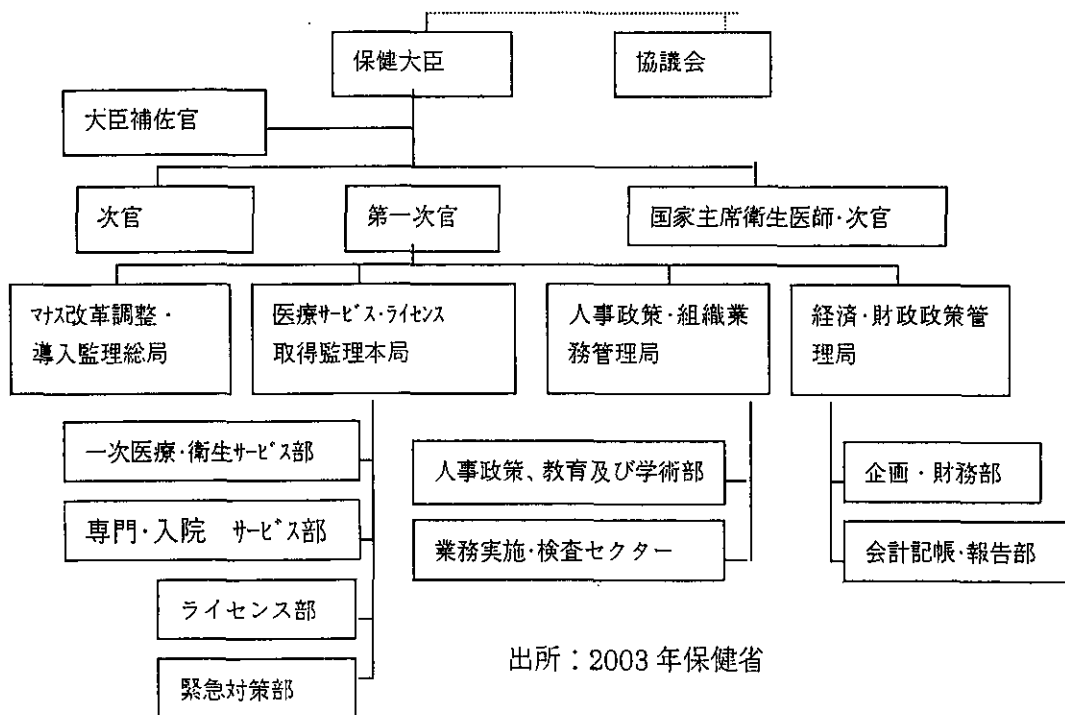 保健大臣
協議会
大臣補佐官
次官
第一次官
国家主席衛生医師・次官
マナス改革調整・
導入監理総局
医療サービス・ライセンス
取得監理本局
人事政策・組織業
務管理局
経済・財政政策管
理局
一次医療・衛生サービス部
専門・入院 サービス部
ライセンス部
緊急対策部
人事政策、教育及び学術部
業務実施・検査セクター
企画・財務部
会計記帳・報告部
出所：2003年保健省